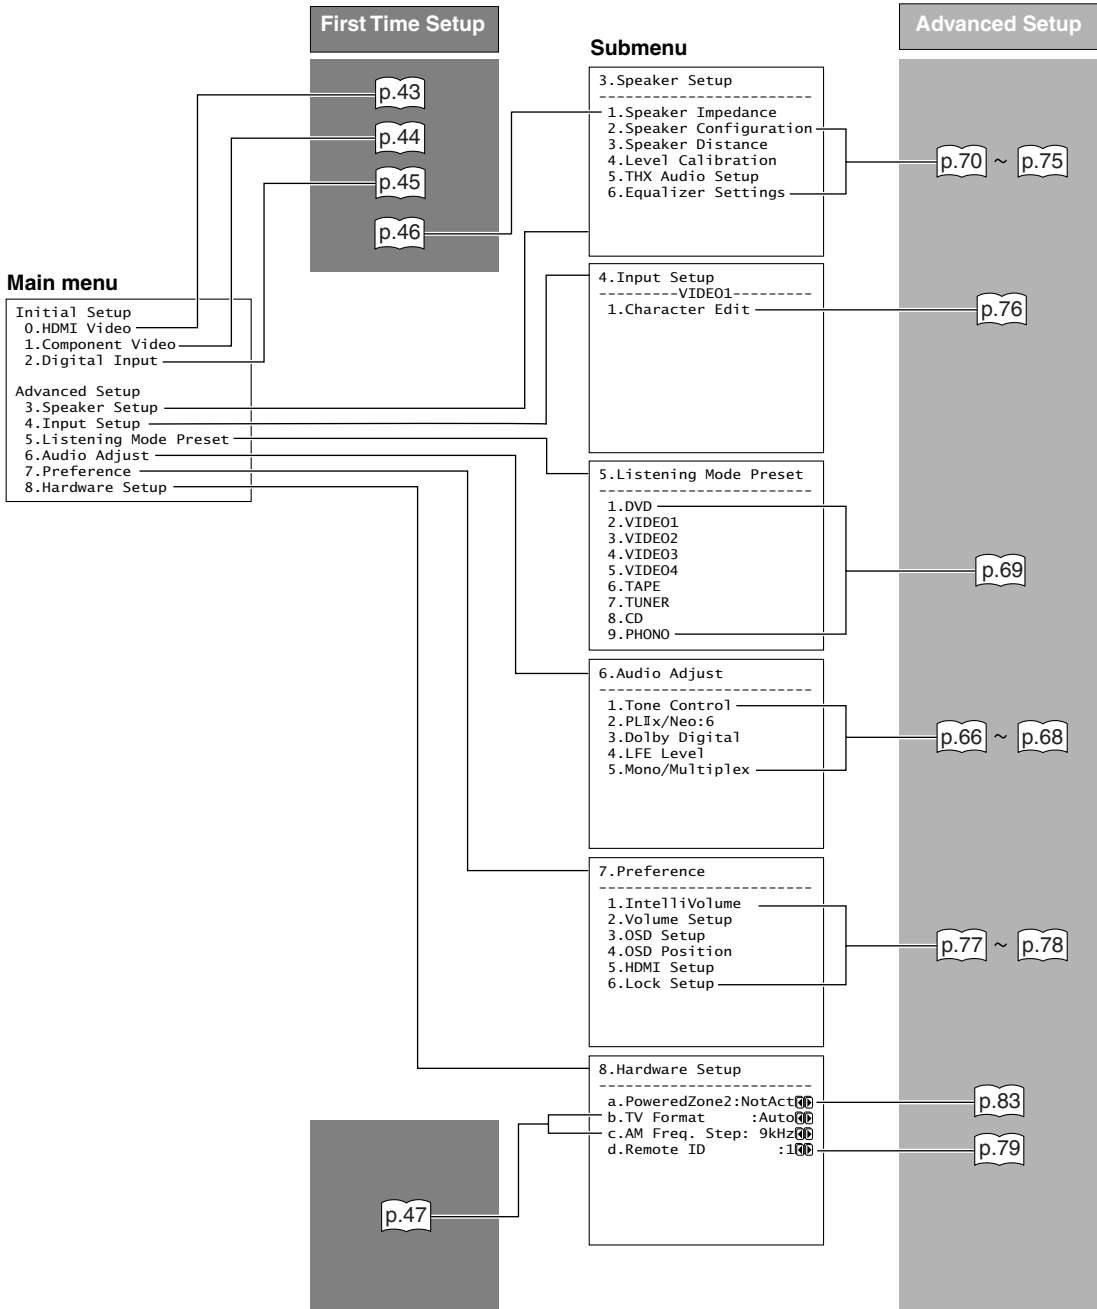 First Time Setup
Advanced Setup
Submenu
p.43
p.44
p.45
p.46
3.Speaker Setup
1.Speaker Impedance
2.Speaker Configuration
3.Speaker Distance
4.Level Calibration
5.THX Audio Setup
6.Equalizer Settings
p.70 ~ p.75
Main menu
Initial Setup
0.HDMI Video
1.Component Video
2.Digital Input
Advanced Setup
3.Speaker Setup
4.Input Setup
5.Listening Mode Preset
6.Audio Adjust
7.Preference
8.Hardware Setup
4.Input Setup
---------VIDEO1---------
1.Character Edit
p.76
5.Listening Mode Preset
1.DVD
2.VIDEO1
3.VIDEO2
4.VIDEO3
5.VIDEO4
6.TAPE
7.TUNER
8.CD
9.PHONO
p.69
6.Audio Adjust
1.Tone Control
2.PLⅡx/Neo:6
3.Dolby Digital
4.LFE Level
5.Mono/Multiplex
p.66 ~ p.68
7.Preference
1.IntelliVolume
2.Volume Setup
3.OSD Setup
4.OSD Position
5.HDMI Setup
6.Lock Setup
p.77 ~ p.78
8.Hardware Setup
a.PoweredZone2:NotAct
b.TV Format :Auto
c.AM Freq. Step: 9kHz
d.Remote ID :1
p.83
p.79
p.47